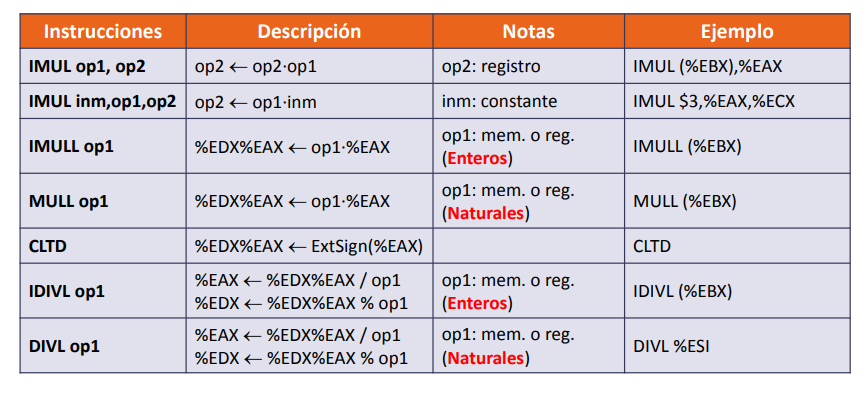 Instrucciones Descripción Notas Ejemplo
IMUL op1, op2 op2 ← op2·op1 op2: registro IMUL (%EBX),%EAX
IMUL inm,op1,op2 op2 ← op1·inm inm: constante IMUL $3,%EAX,%ECX
IMULL op1 %EDX%EAX ← op1·%EAX op1: mem. o reg. IMULL (%EBX)
(Enteros)
MULL op1 %EDX%EAX ← op1·%EAX op1: mem. o reg. MULL (%EBX)
(Naturales)
CLTD %EDX%EAX ← ExtSign(%EAX) CLTD
IDIVL op1 %EAX ← %EDX%EAX / op1 op1: mem. o reg. IDIVL (%EBX)
%EDX ← %EDX%EAX % op1 (Enteros)
DIVL op1 %EAX ← %EDX%EAX / op1 op1: mem. o reg. DIVL %ESI
%EDX ← %EDX%EAX % op1 (Naturales)